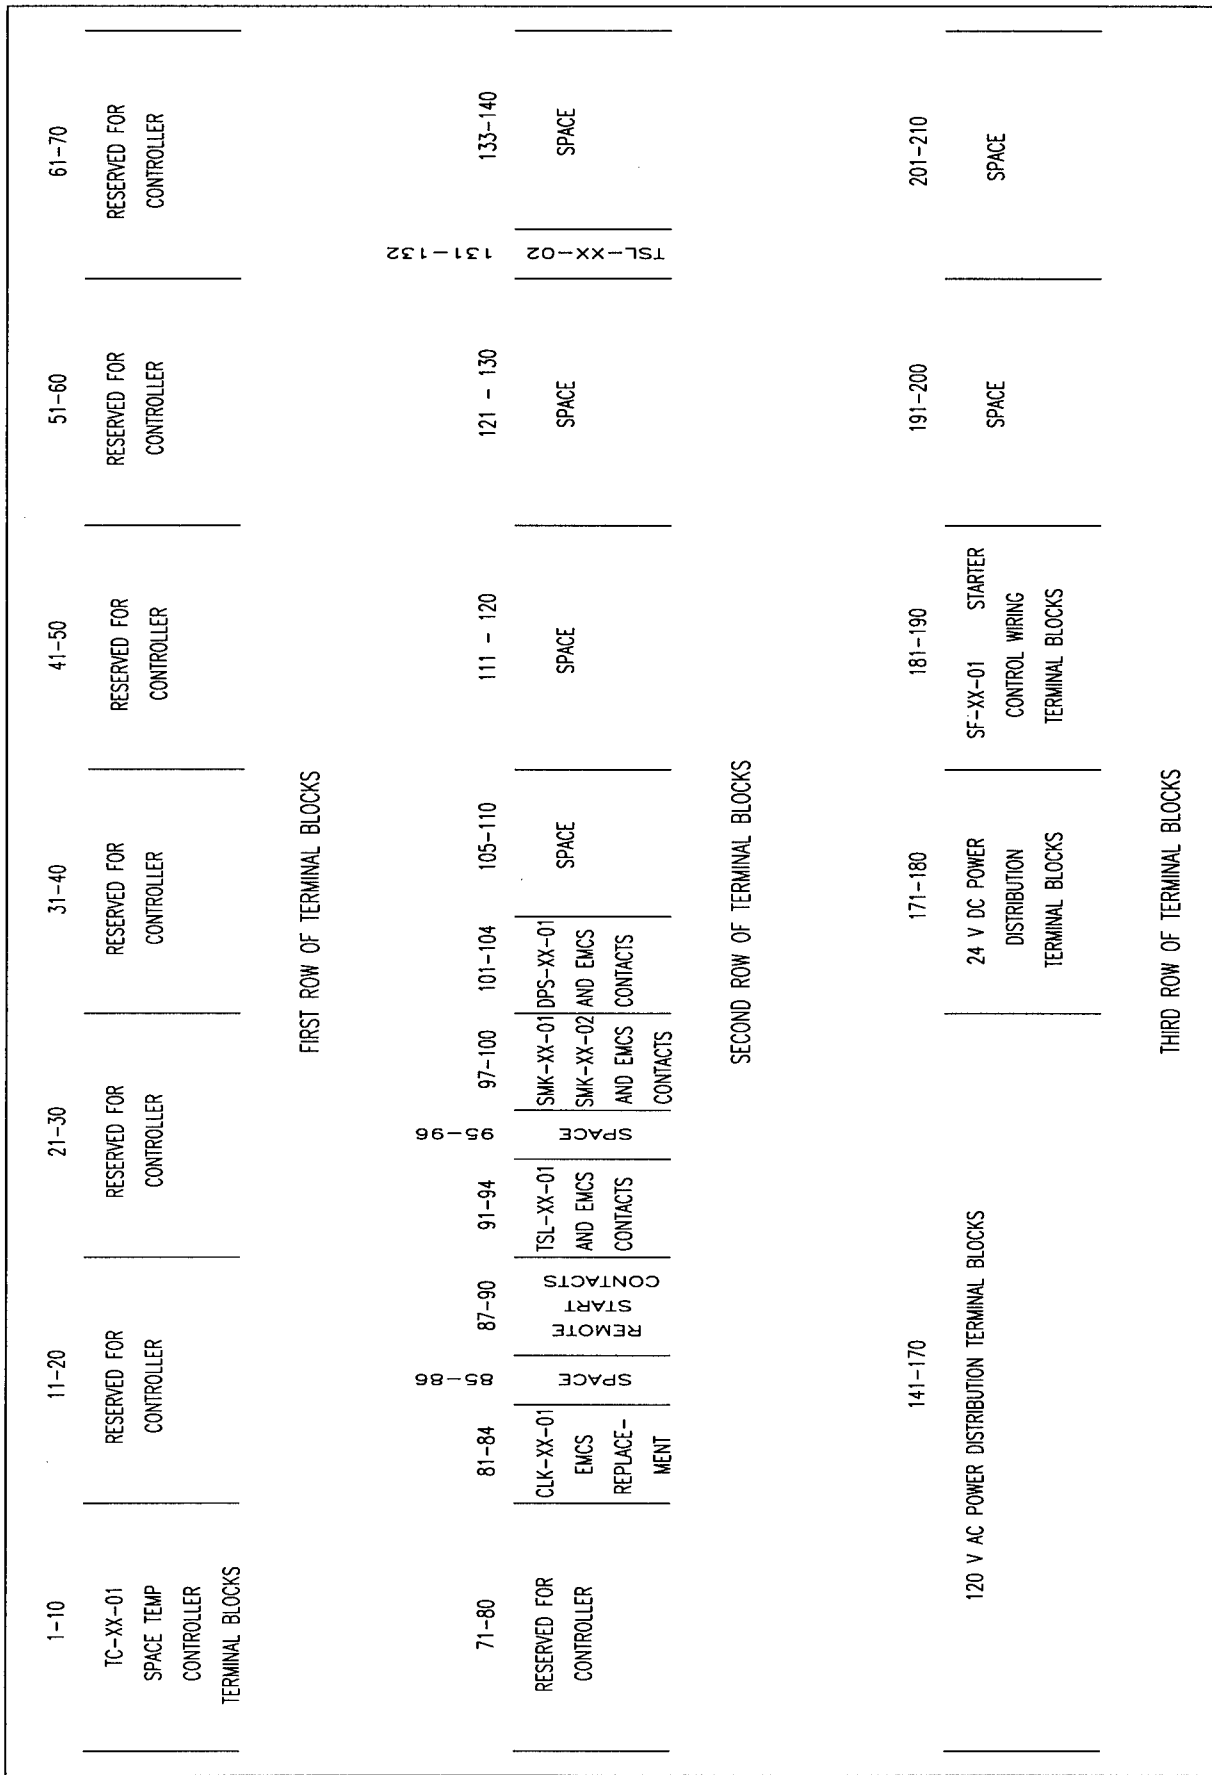 1-10
11-20
21-30
31-40
41-50
51-60
61-70
TC-XX-01
SPACE TEMP
CONTROLLER
TERMINAL BLOCKS
RESERVED FOR
CONTROLLER
RESERVED FOR
CONTROLLER
RESERVED FOR
CONTROLLER
RESERVED FOR
CONTROLLER
RESERVED FOR
CONTROLLER
RESERVED FOR
CONTROLLER
FIRST ROW OF TERMINAL BLOCKS
71-80
81-84
85-86
87-90
91-94
95-96
97-100
101-104
105-110
111 - 120
121 - 130
131-132
133-140
RESERVED FOR
CONTROLLER
CLK-XX-01
EMCS
REPLACE-
MENT
SPACE
REMOTE
START
CONTACTS
TSL-XX-01
AND EMCS
CONTACTS
SPACE
SMK-XX-01
SMK-XX-02
AND EMCS
CONTACTS
DPS-XX-01
AND EMCS
CONTACTS
SPACE
SPACE
SPACE
TSL-XX-02
SPACE
SECOND ROW OF TERMINAL BLOCKS
141-170
171-180
181-190
191-200
201-210
120 V AC POWER DISTRIBUTION TERMINAL BLOCKS
24 V DC POWER
DISTRIBUTION
TERMINAL BLOCKS
SF-XX-01 STARTER
CONTROL WIRING
TERMINAL BLOCKS
SPACE
SPACE
THIRD ROW OF TERMINAL BLOCKS